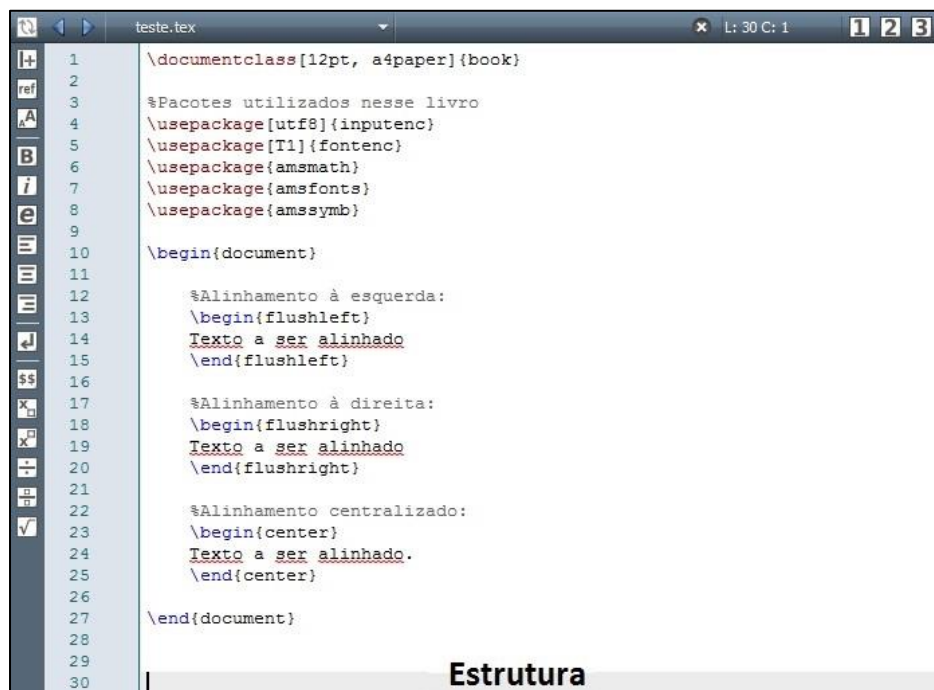 teste.tex L: 30 C: 1 1 2 3
1 \documentclass[12pt, a4paper]{book}
2
3 %Pacotes utilizados nesse livro
4 \usepackage[utf8]{inputenc}
5 \usepackage[T1]{fontenc}
6 \usepackage{amsmath}
7 \usepackage{amsfonts}
8 \usepackage{amssymb}
9
10 \begin{document}
11
12 %Alinhamento à esquerda:
13 \begin{flushleft}
14 Texto a ser alinhado
15 \end{flushleft}
16
17 %Alinhamento à direita:
18 \begin{flushright}
19 Texto a ser alinhado
20 \end{flushright}
21
22 %Alinhamento centralizado:
23 \begin{center}
24 Texto a ser alinhado.
25 \end{center}
26
27 \end{document}
28
29
30
Estrutura
ref
AA
B
i
e
$$
x
x